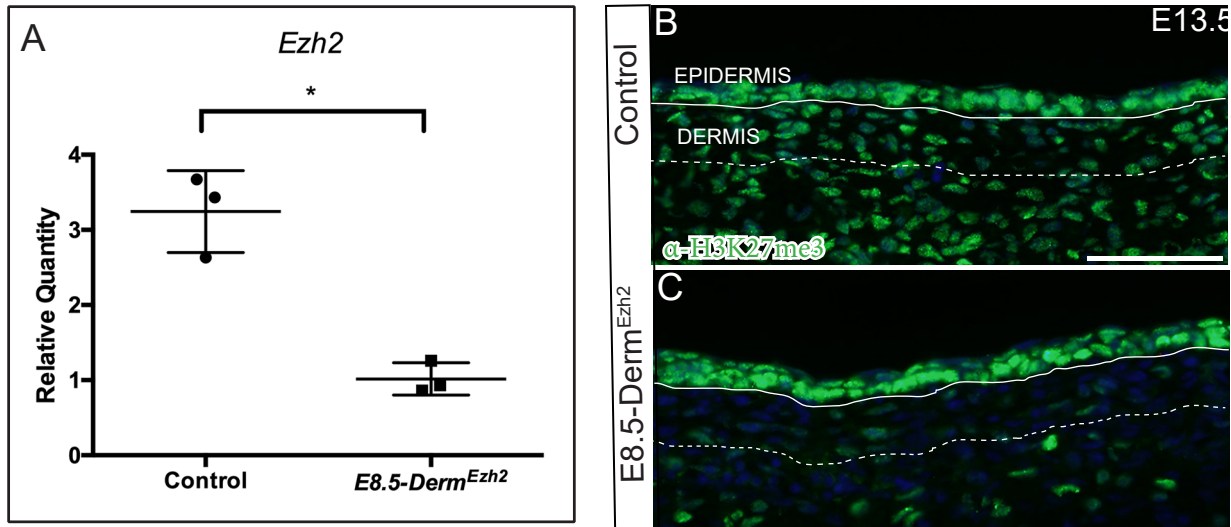 A
Ezh2
*
Relative Quantity
4
3
2
1
0
Control
E8.5-Derm^Ezh2
Control
B
E13.5
EPIDERMIS
DERMIS
α-H3K27me3
E8.5-Derm^Ezh2
C